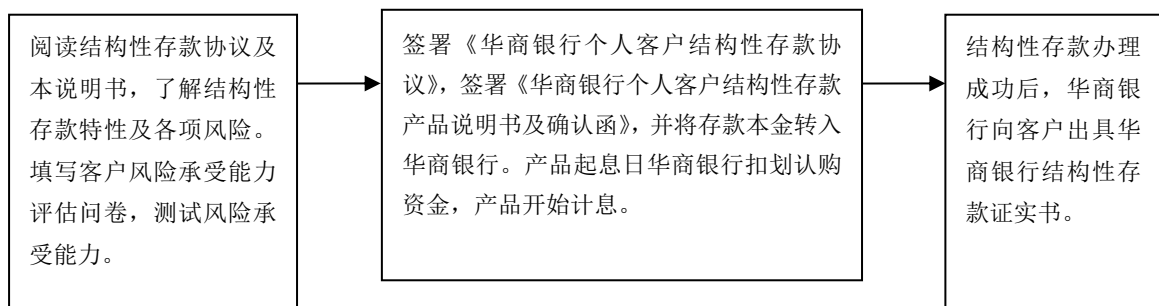 阅读结构性存款协议及
本说明书，了解结构性
存款特性及各项风险。
填写客户风险承受能力
评估问卷，测试风险承
受能力。
签署《华商银行个人客户结构性存款协
议》，签署《华商银行个人客户结构性存款
产品说明书及确认函》，并将存款本金转入
华商银行。产品起息日华商银行扣划认购
资金，产品开始计息。
结构性存款办理
成功后，华商银
行向客户出具华
商银行结构性存
款证实书。